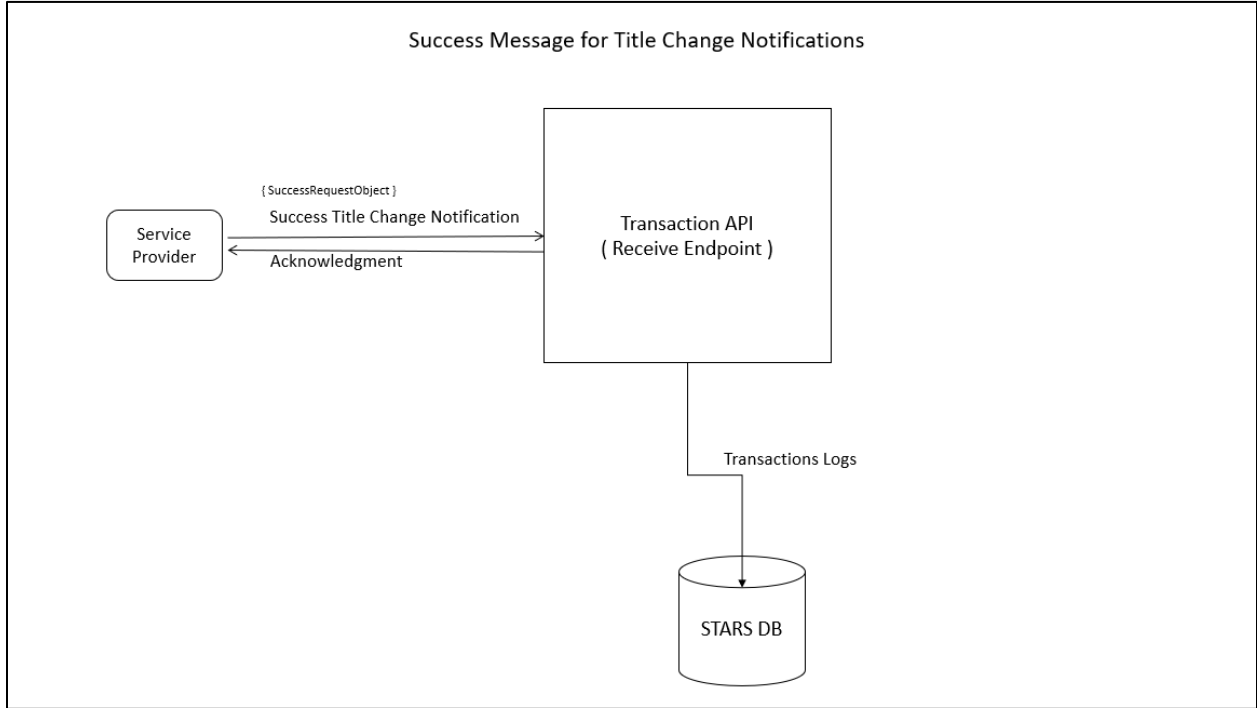 Success Message for Title Change Notifications
{ SuccessRequestObject }
Success Title Change Notification
Service
Provider
Acknowledgment
Transaction API
( Receive Endpoint )
Transactions Logs
STARS DB